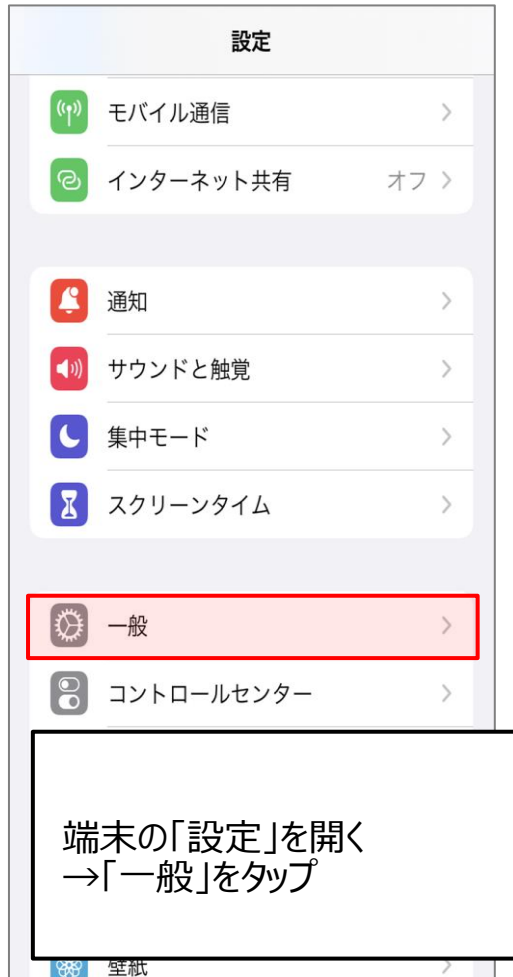 設定
モバイル通信
インターネット共有 オフ
通知
サウンドと触覚
集中モード
スクリーンタイム
一般
コントロールセンター
端末の「設定」を開く
→「一般」をタップ
壁紙